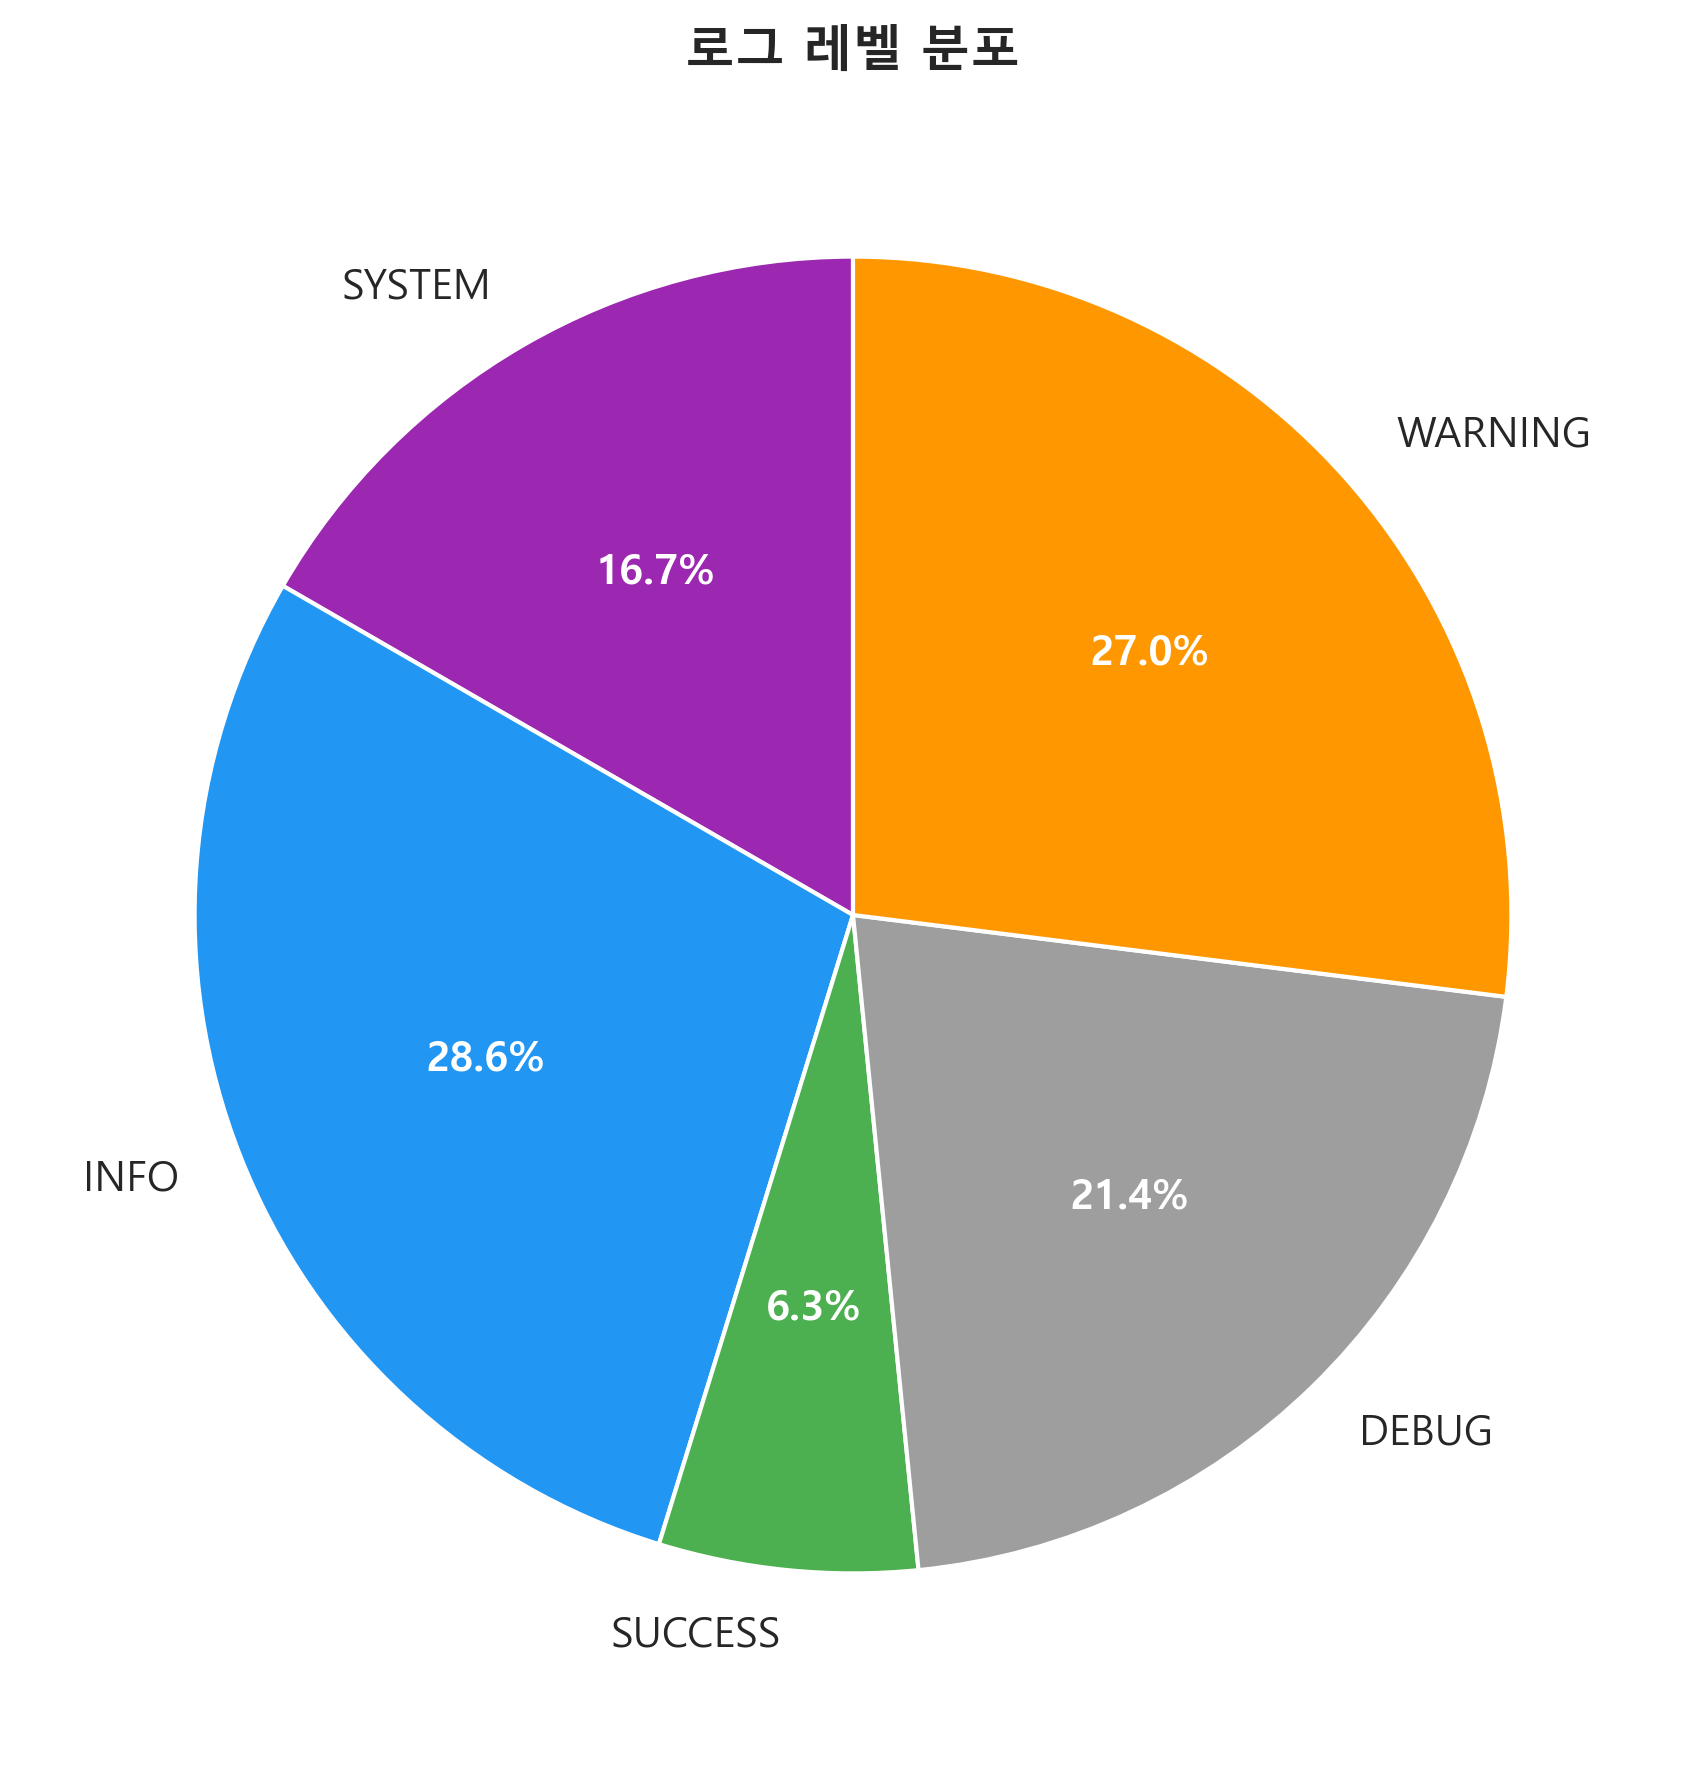 로그 레벨 분포
SYSTEM
WARNING
16.7%
27.0%
28.6%
INFO
21.4%
6.3%
DEBUG
SUCCESS